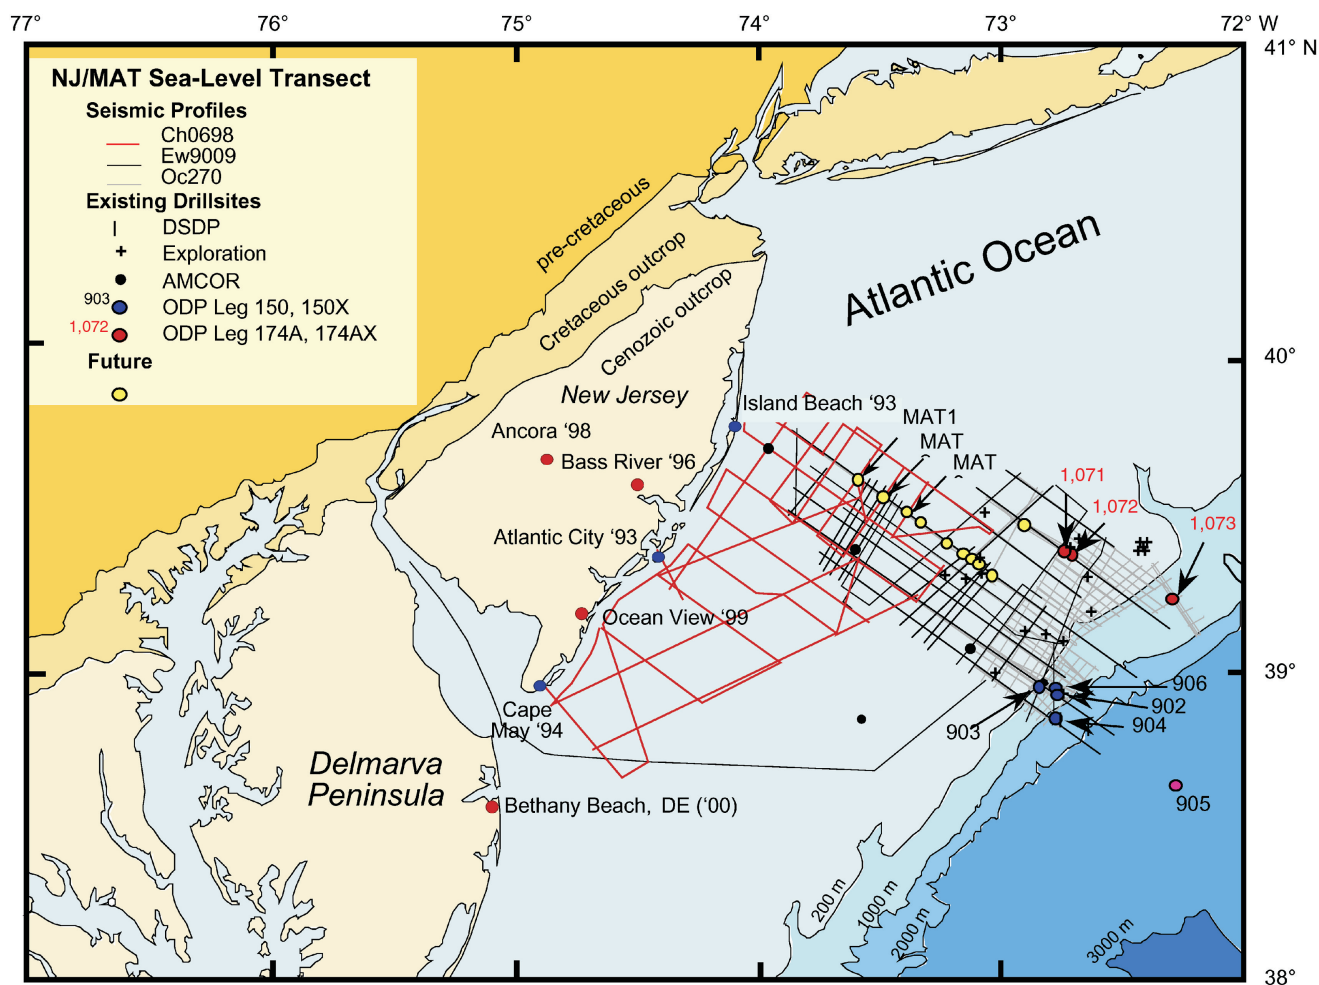 77°
76°
75°
74°
73°
72° W
41° N
NJ/MAT Sea-Level Transect
Seismic Profiles
Ch0698
Ew9009
Oc270
Existing Drillsites
DSDP
Exploration
AMCOR
903
ODP Leg 150, 150X
1,072
ODP Leg 174A, 174AX
Future
pre-cretaceous
Cretaceous outcrop
Cenozoic outcrop
Atlantic Ocean
40°
New Jersey
Island Beach ‘93
MAT1
MAT
MAT
Ancora ‘98
Bass River ‘96
1,071
1,072
1,073
Atlantic City ‘93
Ocean View ‘99
39°
Cape
May ‘94
906
902
904
903
Delmarva
Peninsula
Bethany Beach, DE (‘00)
905
200 m
1000 m
2000 m
3000 m
38°